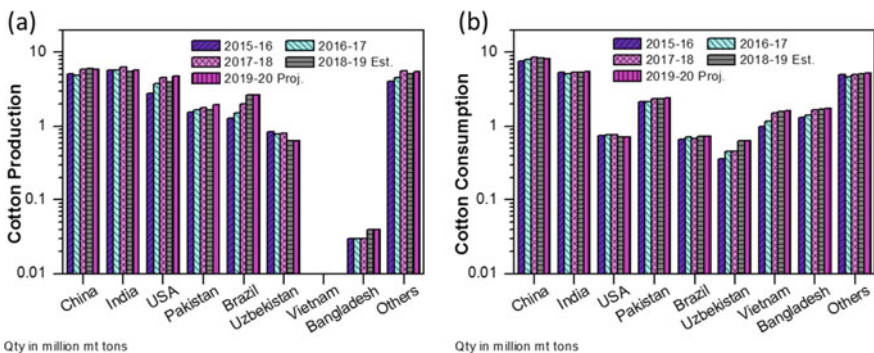 (a)
Cotton Production
10
1
0.1
0.01
2015-16
2016-17
2017-18
2018-19 Est.
2019-20 Proj.
China
India
USA
Pakistan
Brazil
Uzbekistan
Vietnam
Bangladesh
Others
Qty in million mt tons
(b)
Cotton Consumption
10
1
0.1
0.01
2015-16
2016-17
2017-18
2018-19 Est.
2019-20 Proj.
China
India
USA
Pakistan
Brazil
Uzbekistan
Vietnam
Bangladesh
Others
Qty in million mt tons